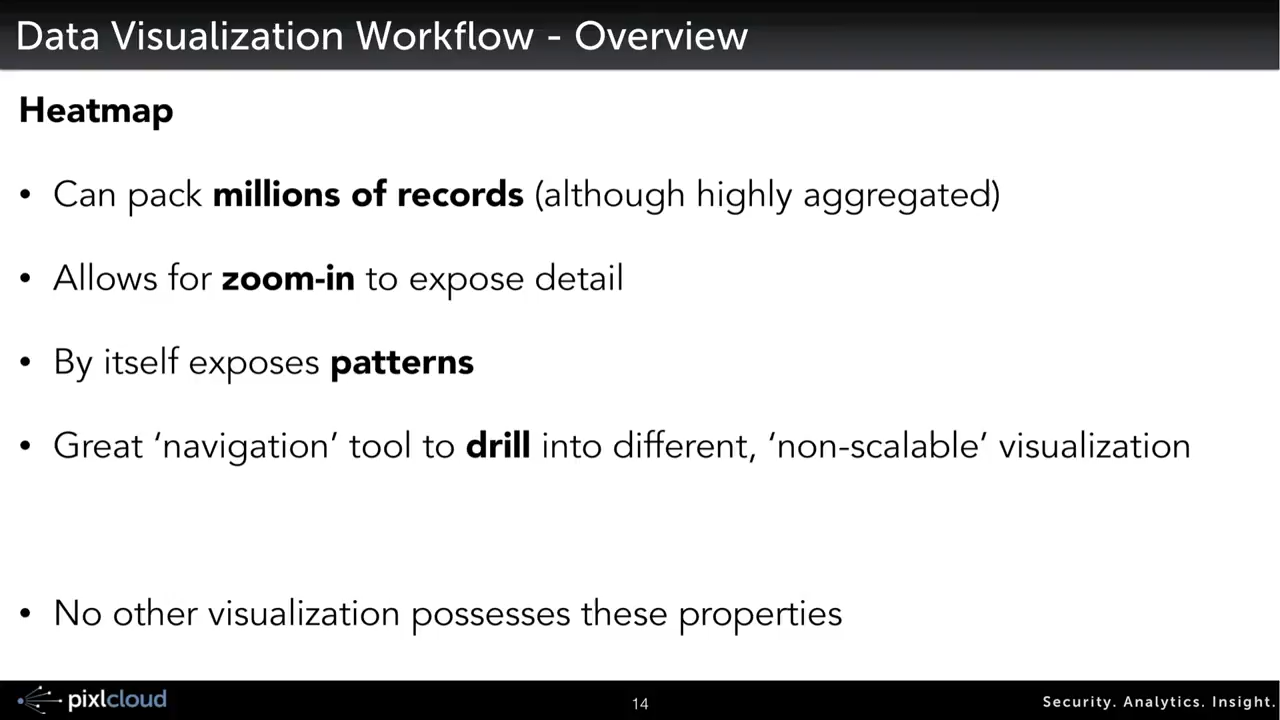 Data Visualization Workflow - Overview
Heatmap
• Can pack millions of records (although highly aggregated)
• Allows for zoom-in to expose detail
• By itself exposes patterns
• Great ‘navigation’ tool to drill into different, ‘non-scalable’ visualization
• No other visualization possesses these properties
pixlcloud
14
Security. Analytics. Insight.